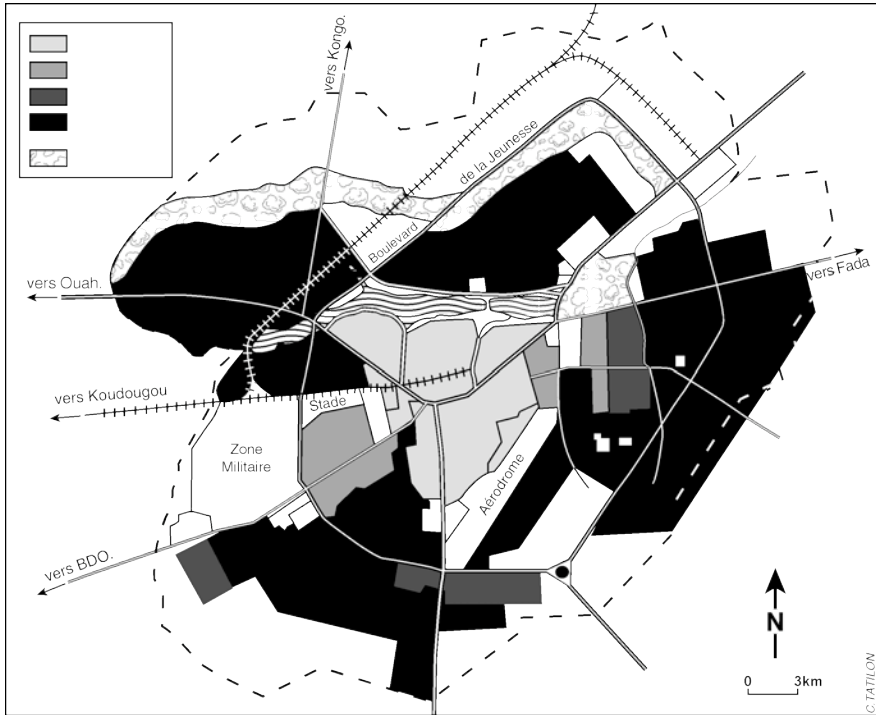 vers Kongo.
de la Jeunesse
Boulevard
vers Ouah.
vers Fada
vers Koudougou
Stade
Zone
Militaire
Aérodrome
vers BDO.
N
0 3km
C.TATILON